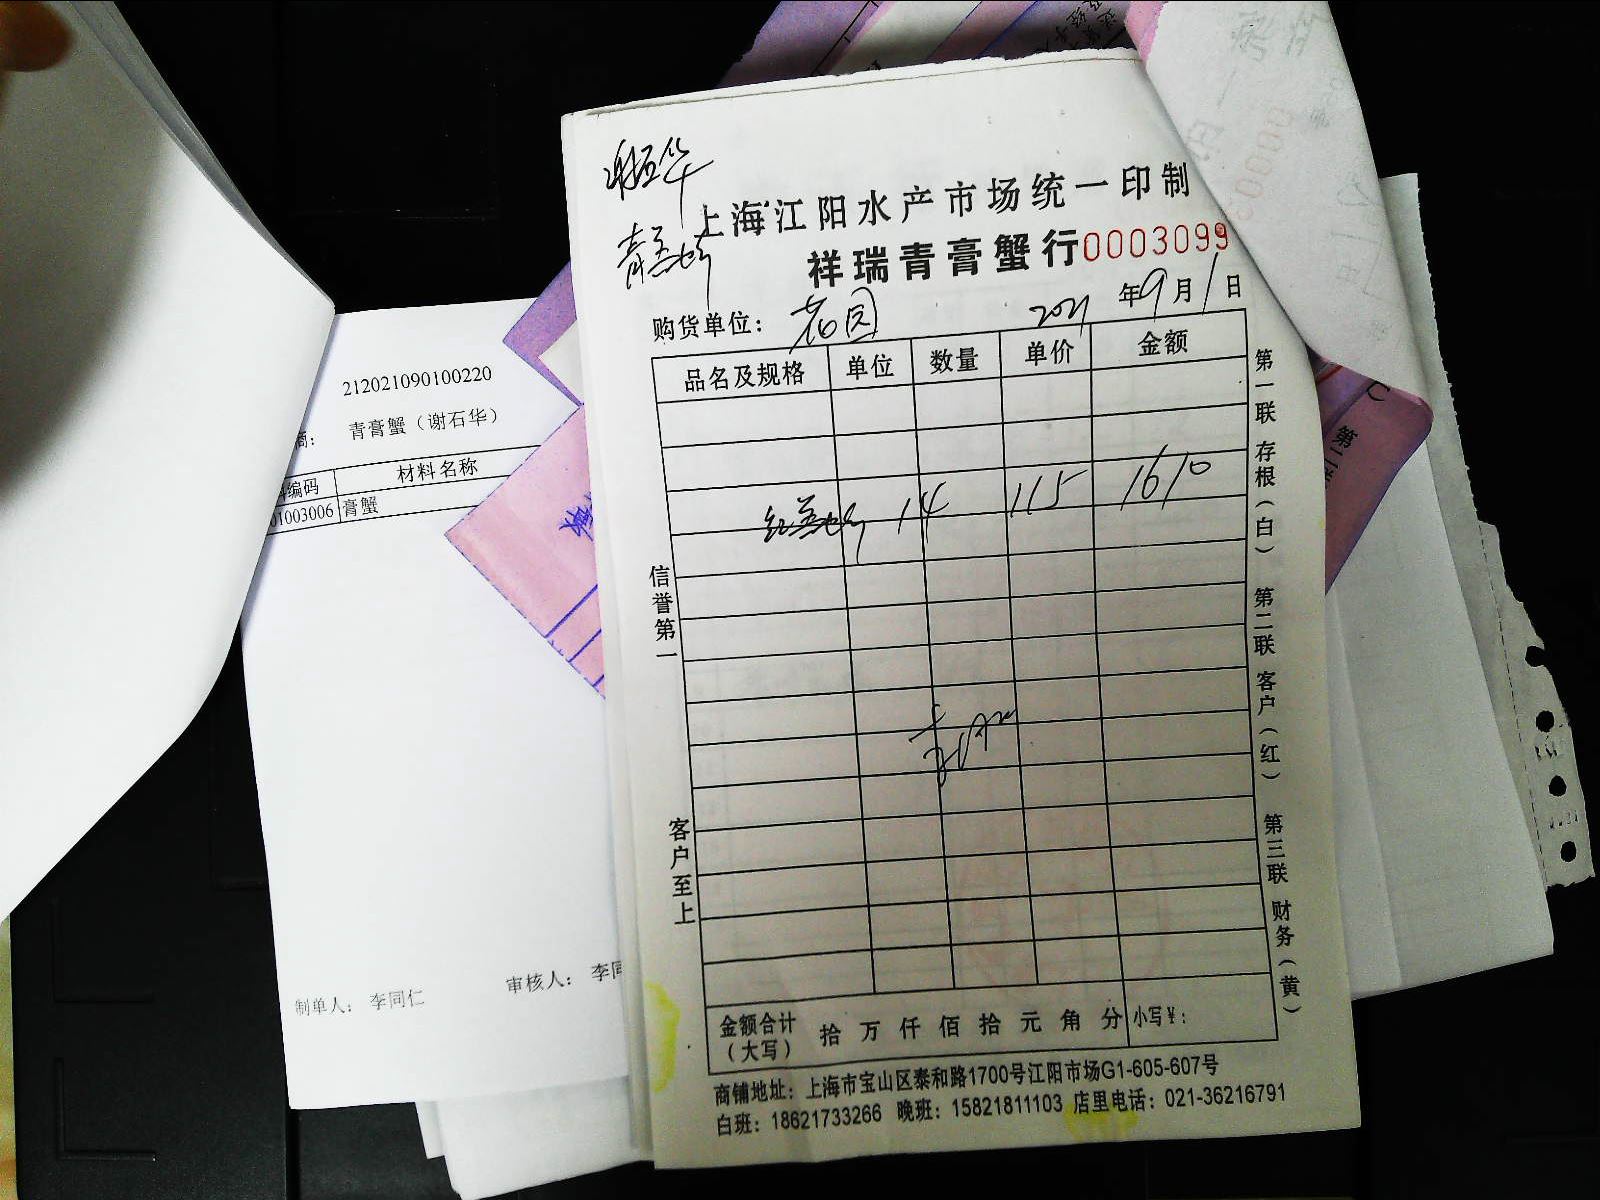 上海江阳水产市场统一印制
祥瑞青膏蟹行0003099
购货单位：花园 2021年9月1日
品名及规格 单位 数量 单价 金额
14 115 1610
金额合计（大写） 拾 万 仟 佰 拾 元 角 分 小写¥：
商铺地址：上海市宝山区泰和路1700号江阳市场G1-605-607号
白班：18621733266 晚班：15821811103 店里电话：021-36216791
信誉第一
客户至上
第一联 存根（白） 第二联 客户（红） 第三联 财务（黄）
212021090100220
商： 青膏蟹（谢石华）
编码 材料名称
01003006 膏蟹
制单人： 李同仁 审核人： 李同